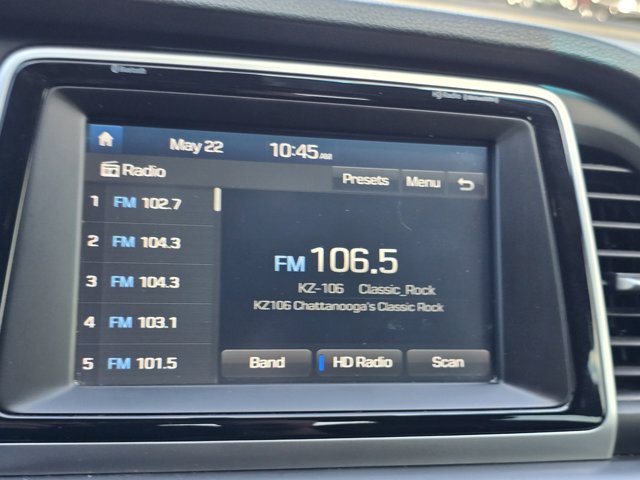 Bluetooth
May 22 10:45 AM
Radio
Presets Menu
1 FM 102.7
2 FM 104.3
3 FM 104.3
4 FM 103.1
5 FM 101.5
FM 106.5
KZ-106 Classic_Rock
KZ106 Chattanooga's Classic Rock
Band HD Radio Scan